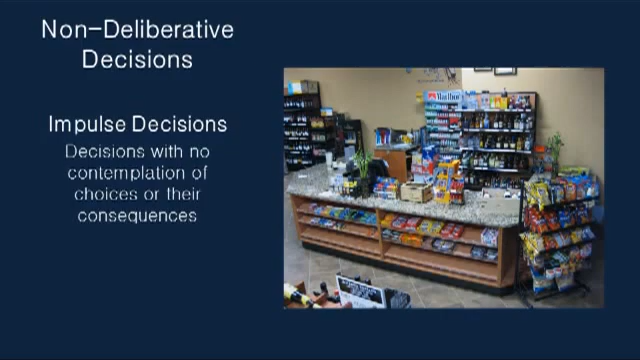 Non-Deliberative
Decisions
Impulse Decisions
Decisions with no
contemplation of
choices or their
consequences
Marlboro